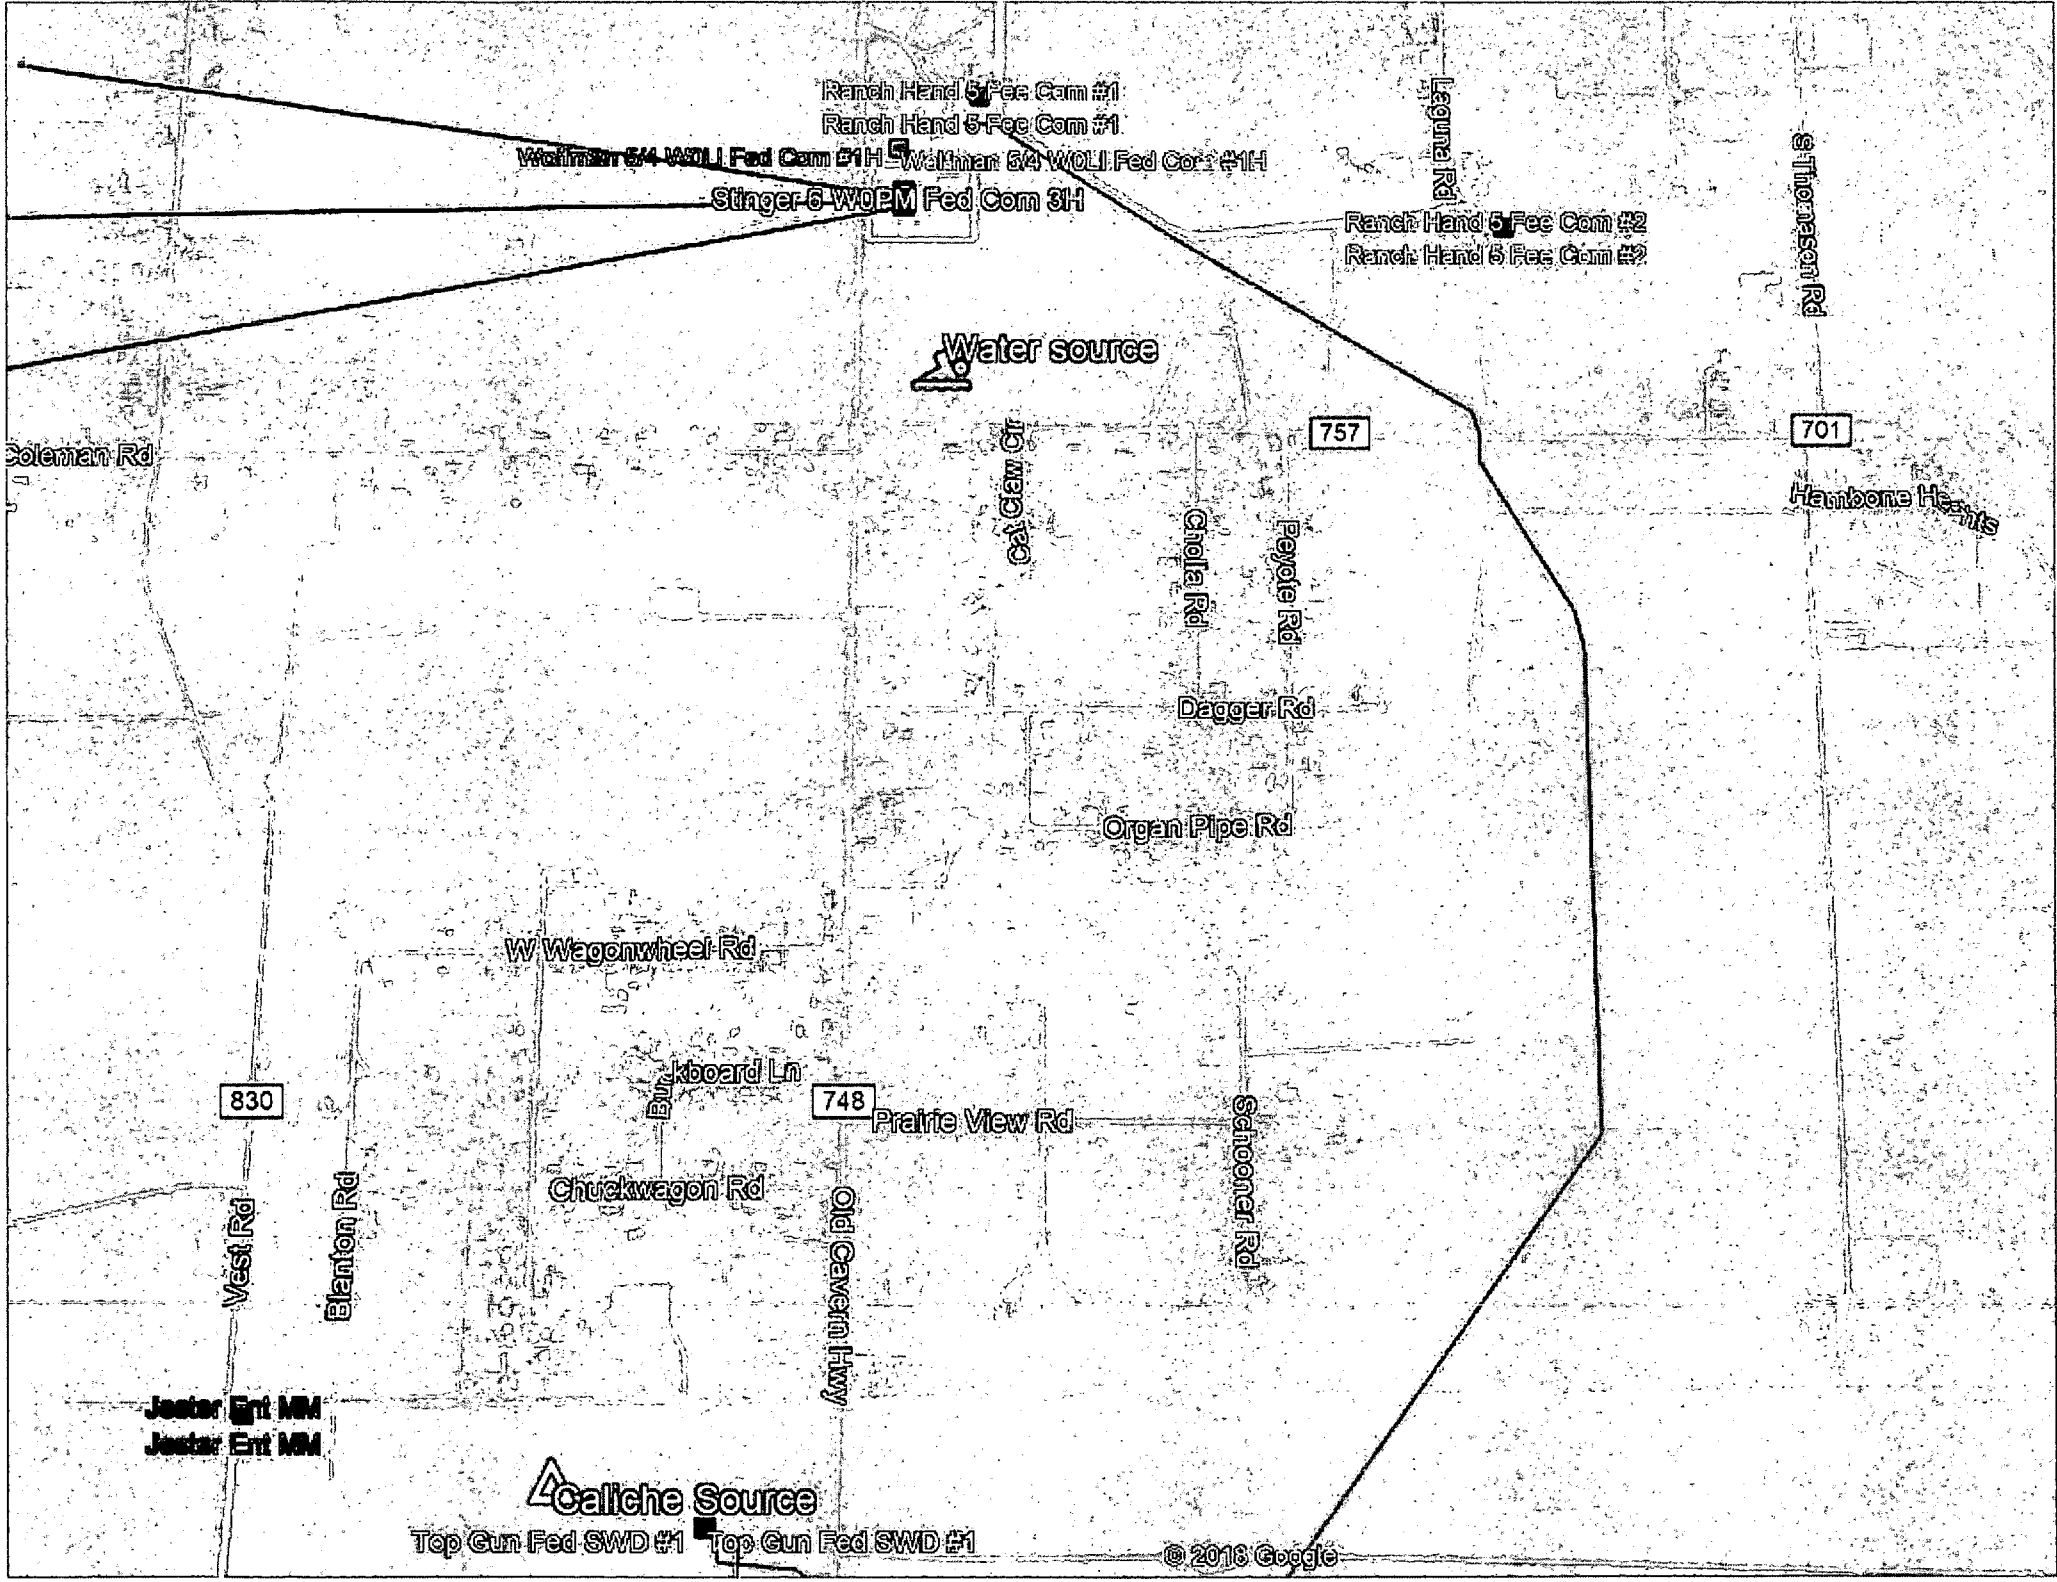 Ranch Hand 5 Fee Com #1
Ranch Hand 5 Fee Com #1
Laguna Rd
S Thomason Rd
Wolfman 5/4 W0LI Fed Com #1H
Wolfman 5/4 W0LI Fed Com #1H
Stinger 6 W0PM Fed Com 3H
Ranch Hand 5 Fee Com #2
Ranch Hand 5 Fee Com #2
Water source
757
701
Coleman Rd
Cat Claw Cir
Hambone Heights
Cholla Rd
Peyote Rd
Dagger Rd
Organ Pipe Rd
W Wagonwheel Rd
Buckboard Ln
830
748
Prairie View Rd
Schooner Rd
Chuckwagon Rd
Vest Rd
Blanton Rd
Old Cavern Hwy
Jester Ent MM
Jester Ent MM
Caliche Source
Top Gun Fed SWD #1
Top Gun Fed SWD #1
© 2018 Google